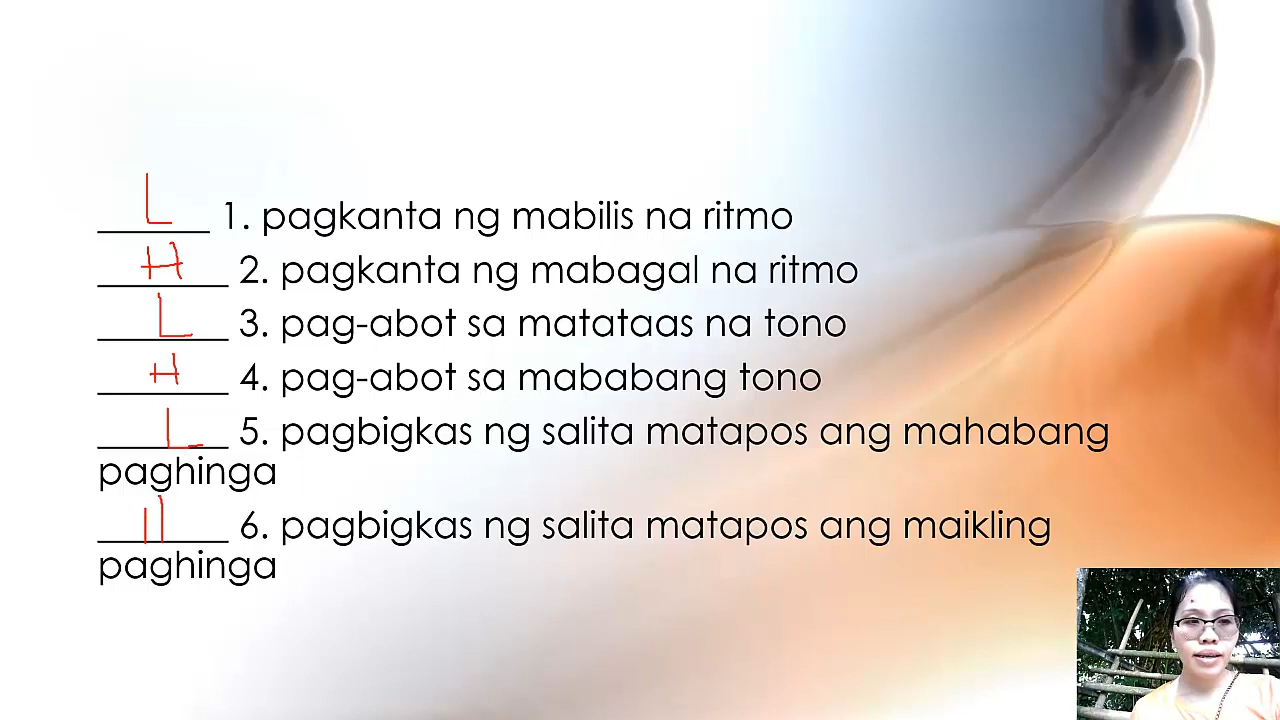 L 1. pagkanta ng mabilis na ritmo
H 2. pagkanta ng mabagal na ritmo
L 3. pag-abot sa matataas na tono
H 4. pag-abot sa mababang tono
L 5. pagbigkas ng salita matapos ang mahabang
paghinga
6. pagbigkas ng salita matapos ang maikling
paghinga